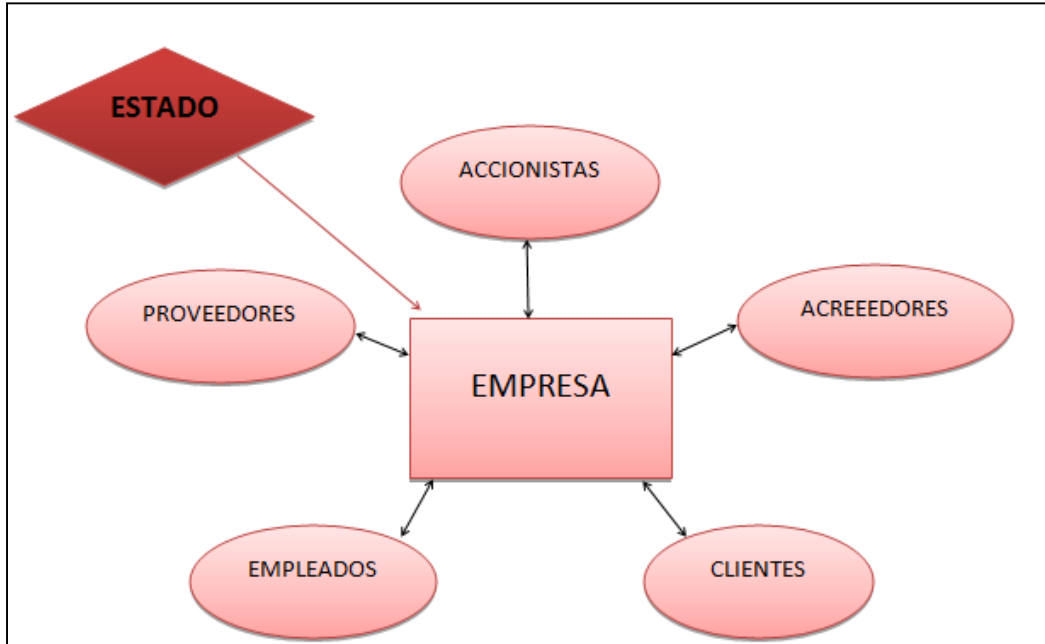 ESTADO
ACCIONISTAS
PROVEEDORES
ACREEEDORES
EMPRESA
EMPLEADOS
CLIENTES